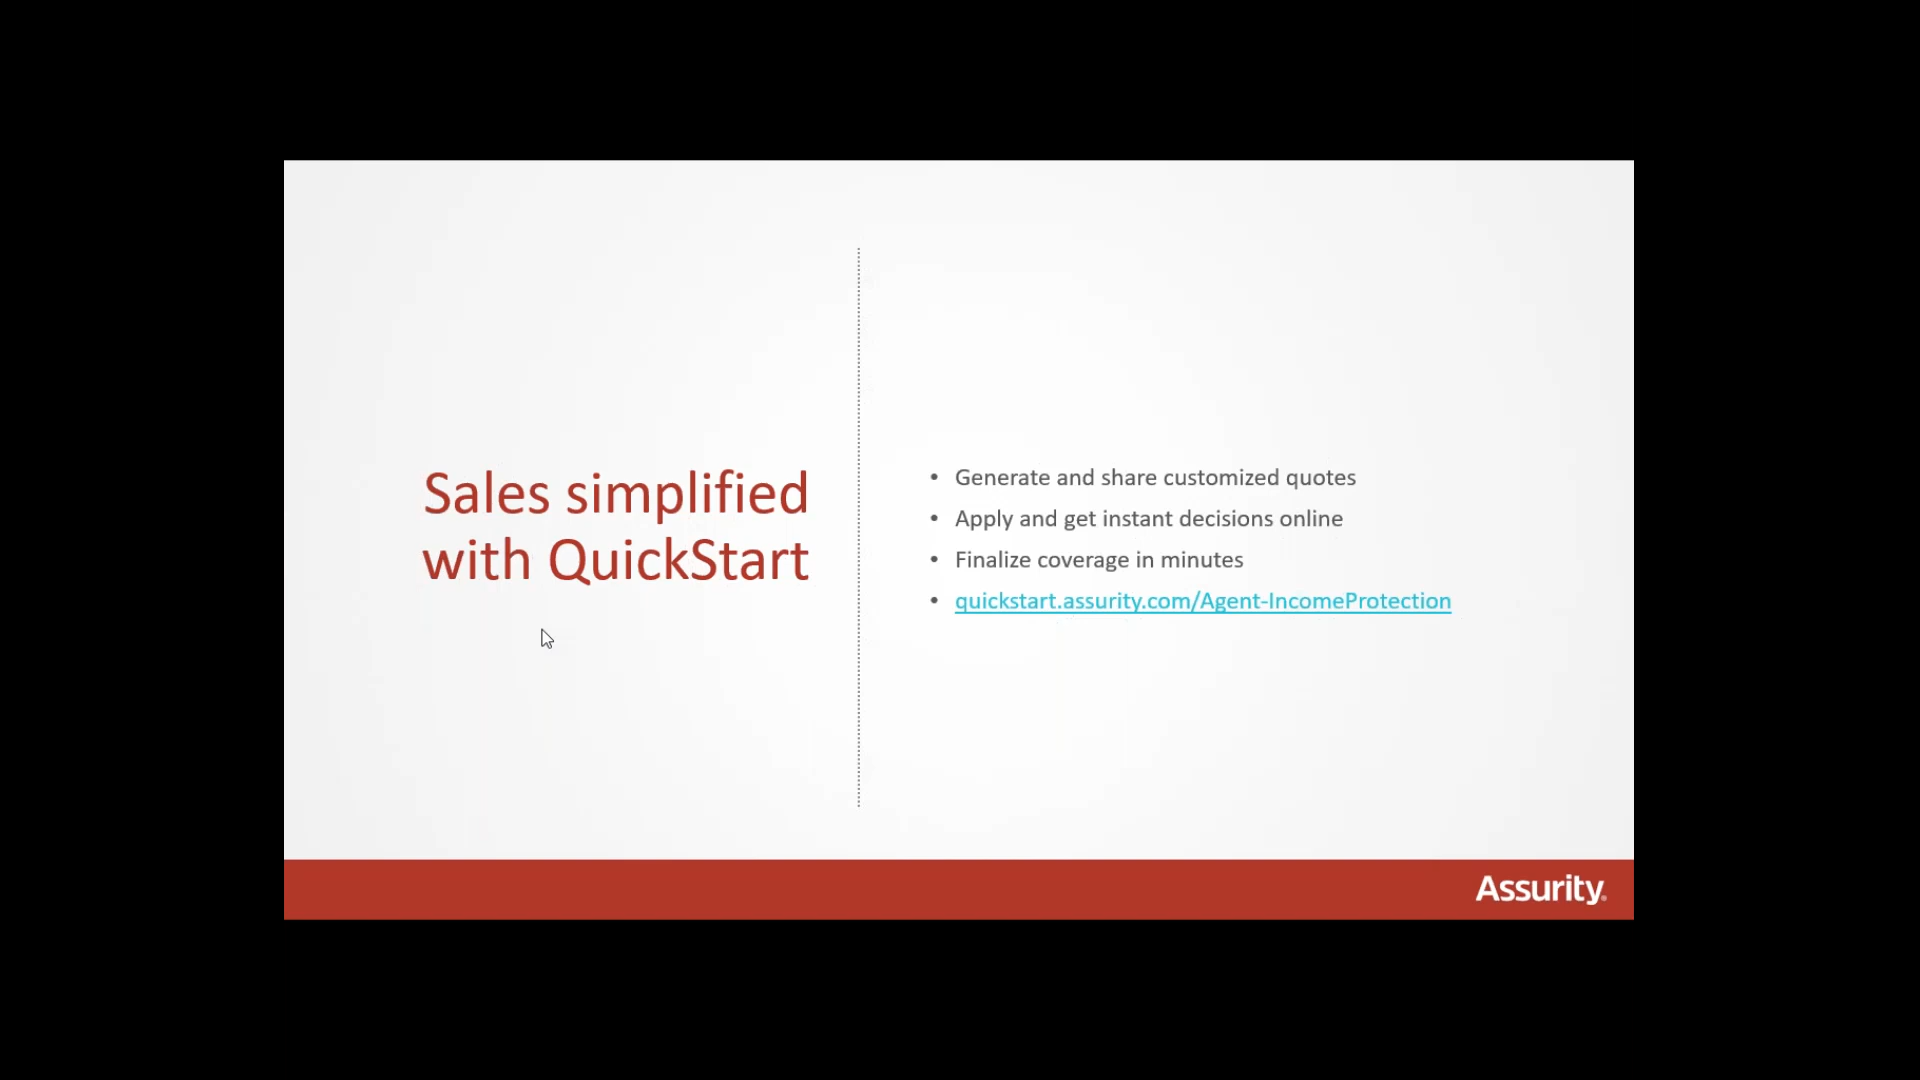 Sales simplified
with QuickStart
• Generate and share customized quotes
• Apply and get instant decisions online
• Finalize coverage in minutes
• quickstart.assurity.com/Agent-IncomeProtection
Assurity®